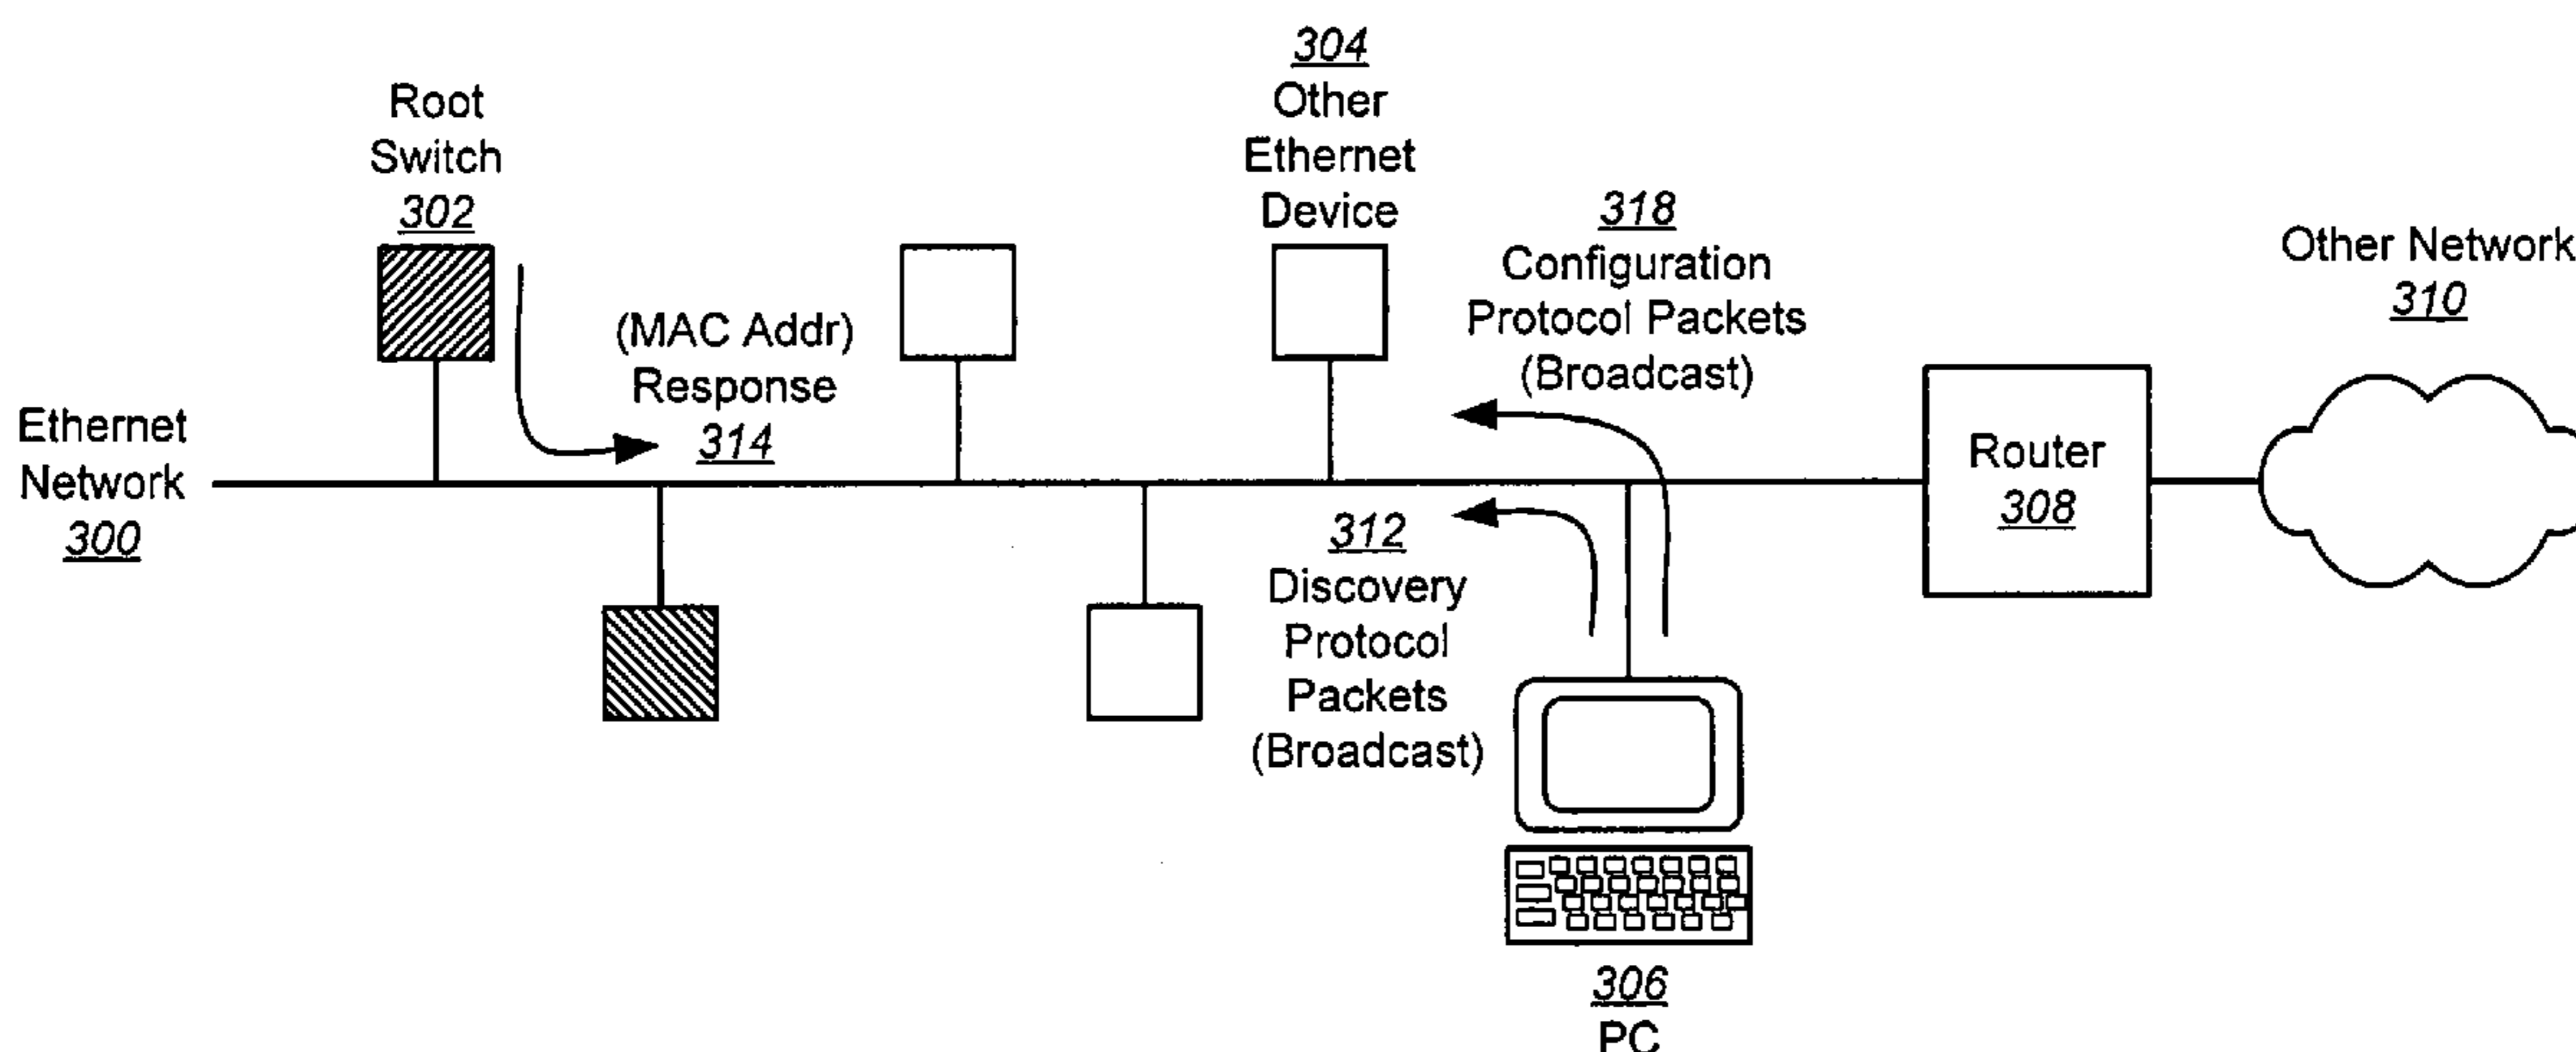 Root
Switch
302
304
Other
Ethernet
Device
318
Configuration
Protocol Packets
(Broadcast)
Other Network
310
(MAC Addr)
Response
314
Ethernet
Network
300
Router
308
312
Discovery
Protocol
Packets
(Broadcast)
306
PC